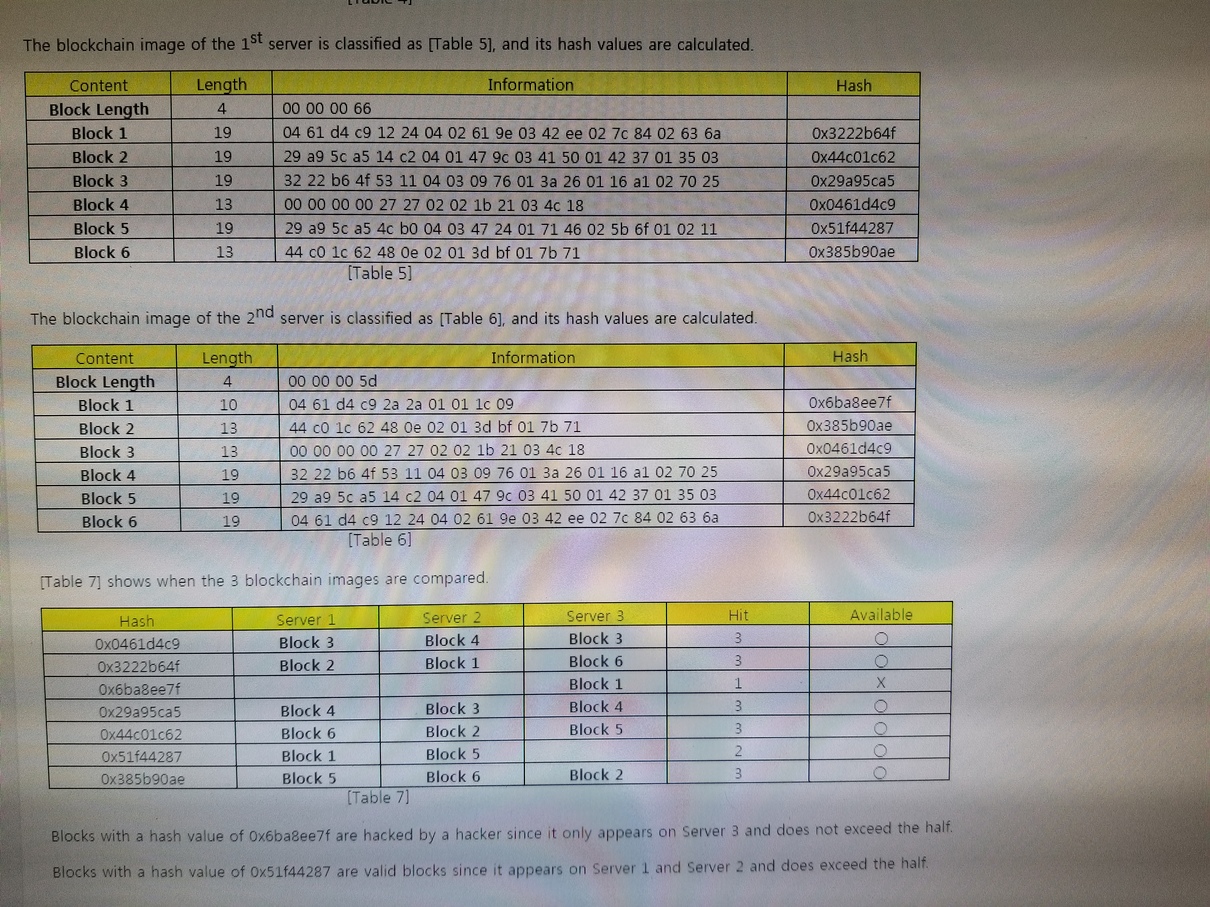 [Table 4]
The blockchain image of the 1st server is classified as [Table 5], and its hash values are calculated.
Content Length Information Hash
Block Length 4 00 00 00 66
Block 1 19 04 61 d4 c9 12 24 04 02 61 9e 03 42 ee 02 7c 84 02 63 6a 0x3222b64f
Block 2 19 29 a9 5c a5 14 c2 04 01 47 9c 03 41 50 01 42 37 01 35 03 0x44c01c62
Block 3 19 32 22 b6 4f 53 11 04 03 09 76 01 3a 26 01 16 a1 02 70 25 0x29a95ca5
Block 4 13 00 00 00 00 27 27 02 02 1b 21 03 4c 18 0x0461d4c9
Block 5 19 29 a9 5c a5 4c b0 04 03 47 24 01 71 46 02 5b 6f 01 02 11 0x51f44287
Block 6 13 44 c0 1c 62 48 0e 02 01 3d bf 01 7b 71 0x385b90ae
[Table 5]
The blockchain image of the 2nd server is classified as [Table 6], and its hash values are calculated.
Content Length Information Hash
Block Length 4 00 00 00 5d
Block 1 10 04 61 d4 c9 2a 2a 01 01 1c 09 0x6ba8ee7f
Block 2 13 44 c0 1c 62 48 0e 02 01 3d bf 01 7b 71 0x385b90ae
Block 3 13 00 00 00 00 27 27 02 02 1b 21 03 4c 18 0x0461d4c9
Block 4 19 32 22 b6 4f 53 11 04 03 09 76 01 3a 26 01 16 a1 02 70 25 0x29a95ca5
Block 5 19 29 a9 5c a5 14 c2 04 01 47 9c 03 41 50 01 42 37 01 35 03 0x44c01c62
Block 6 19 04 61 d4 c9 12 24 04 02 61 9e 03 42 ee 02 7c 84 02 63 6a 0x3222b64f
[Table 6]
[Table 7] shows when the 3 blockchain images are compared.
Hash Server 1 Server 2 Server 3 Hit Available
0x0461d4c9 Block 3 Block 4 Block 3 3 ○
0x3222b64f Block 2 Block 1 Block 6 3 ○
0x6ba8ee7f Block 1 1 X
0x29a95ca5 Block 4 Block 3 Block 4 3 ○
0x44c01c62 Block 6 Block 2 Block 5 3 ○
0x51f44287 Block 1 Block 5 2 ○
0x385b90ae Block 5 Block 6 Block 2 3 ○
[Table 7]
Blocks with a hash value of 0x6ba8ee7f are hacked by a hacker since it only appears on Server 3 and does not exceed the half.
Blocks with a hash value of 0x51f44287 are valid blocks since it appears on Server 1 and Server 2 and does exceed the half.